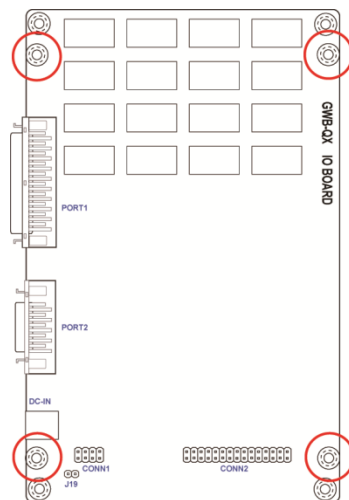 GWB-QX IO BOARD
PORT1
PORT2
DC-IN
CONN1
CONN2
J19